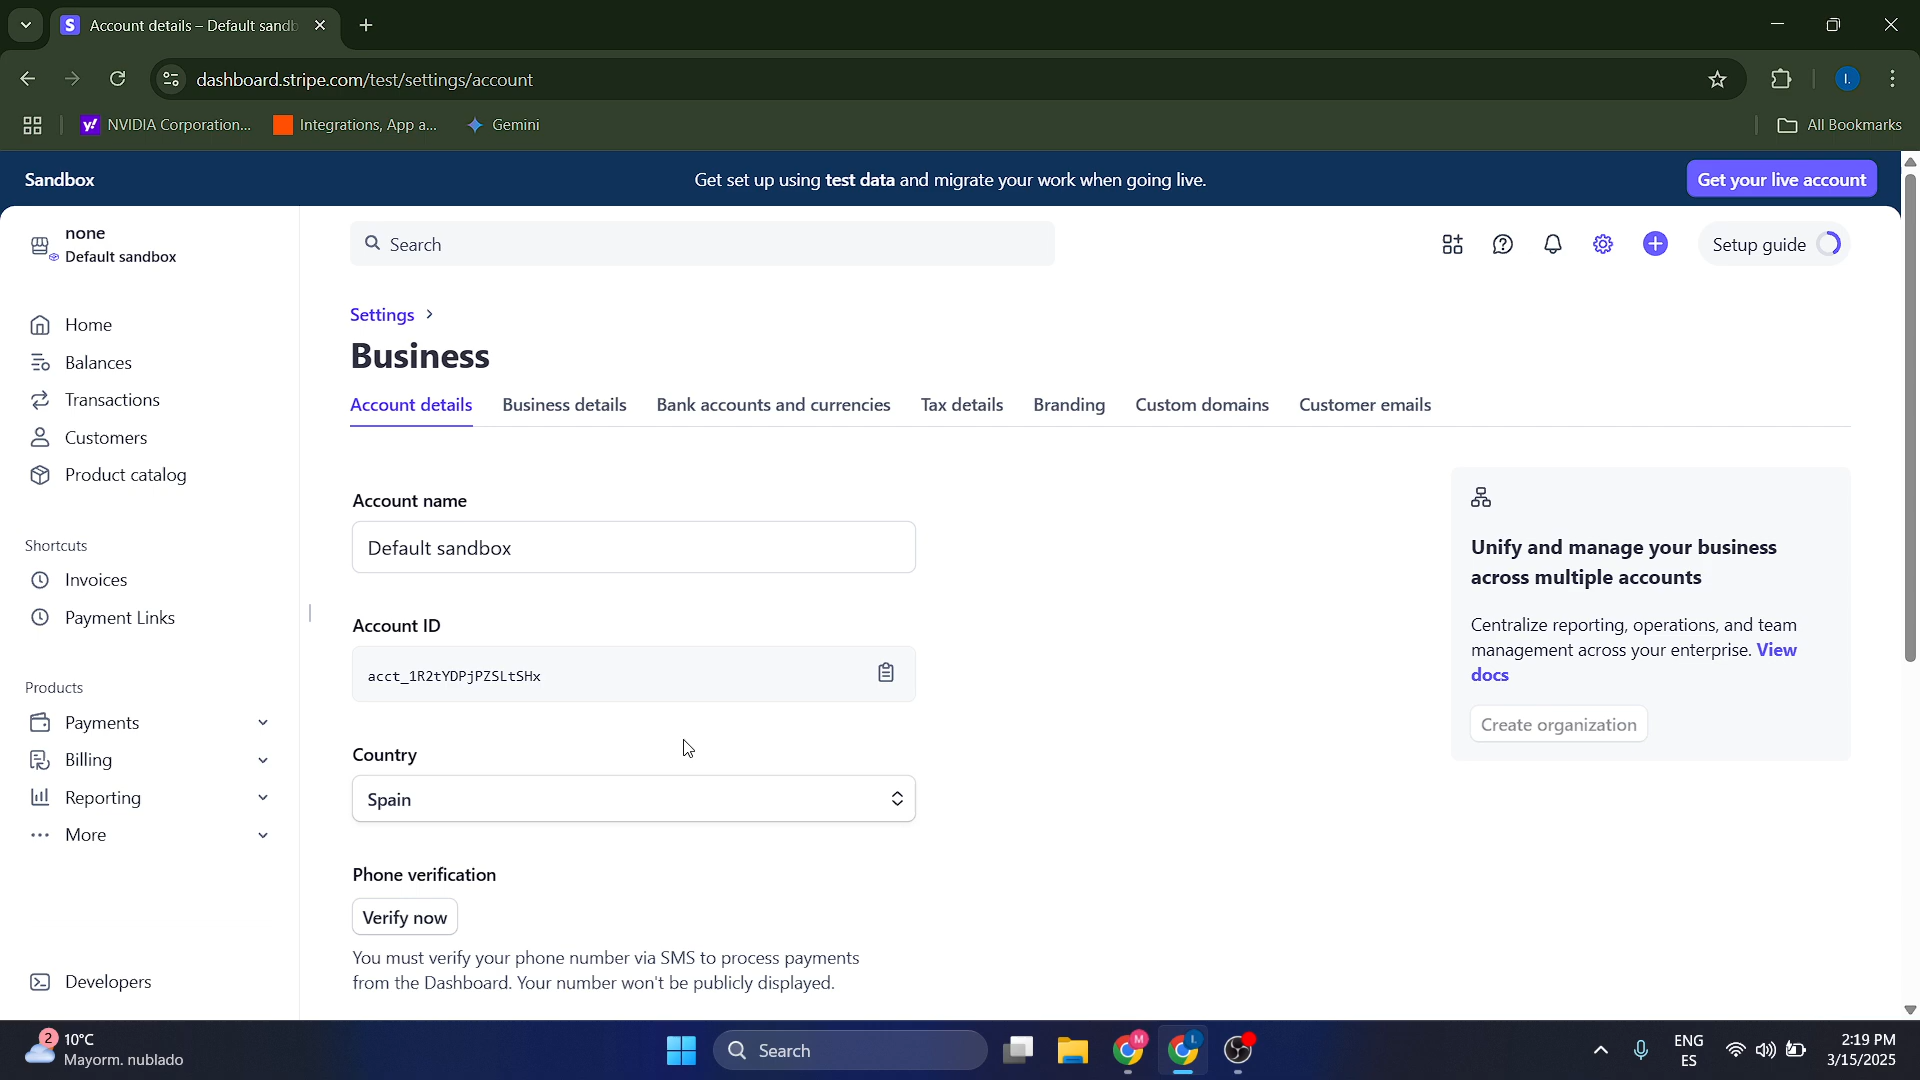 Account details – Default sandb
dashboard.stripe.com/test/settings/account
NVIDIA Corporation...
Integrations, App a...
Gemini
All Bookmarks
Sandbox
Get set up using test data and migrate your work when going live.
Get your live account
none
Default sandbox
Search
Setup guide
Home
Balances
Transactions
Customers
Product catalog
Shortcuts
Invoices
Payment Links
Products
Payments
Billing
Reporting
More
Developers
Settings
Business
Account details
Business details
Bank accounts and currencies
Tax details
Branding
Custom domains
Customer emails
Account name
Default sandbox
Account ID
acct_1R2tYDPjPZSLtSHx
Country
Spain
Phone verification
Verify now
You must verify your phone number via SMS to process payments
from the Dashboard. Your number won't be publicly displayed.
Unify and manage your business
across multiple accounts
Centralize reporting, operations, and team
management across your enterprise. View
docs
Create organization
2
10°C
Mayorm. nublado
Search
M
I.
ENG
ES
2:19 PM
3/15/2025